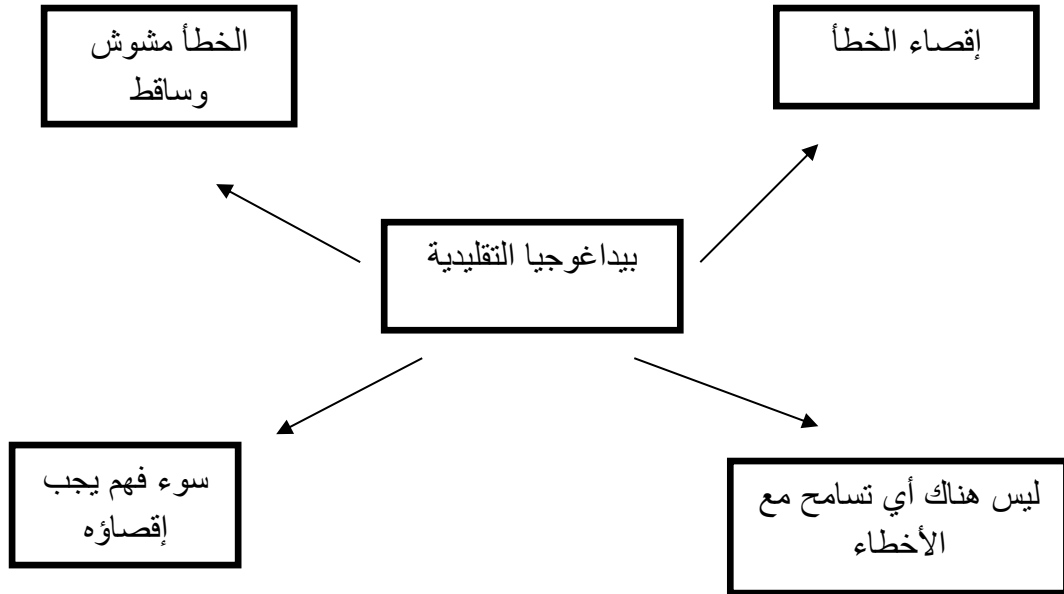 إقصاء الخطأ
الخطأ مشوش
وساقط
بيداغوجيا التقليدية
ليس هناك أي تسامح مع
الأخطاء
سوء فهم يجب
إقصاؤه